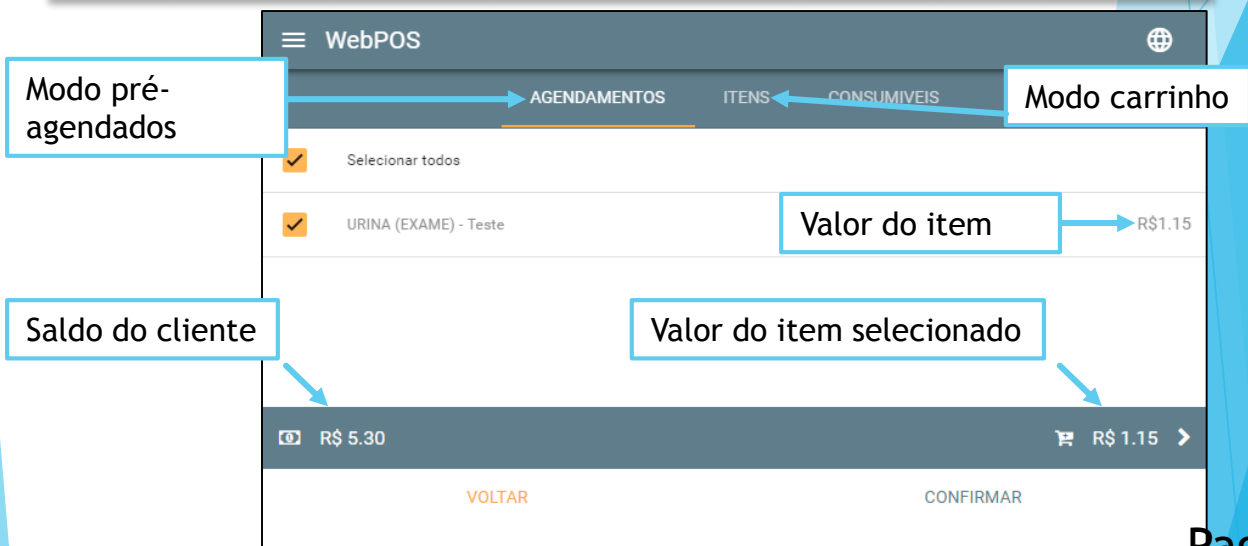 WebPOS
Modo pré-
agendados
AGENDAMENTOS ITENS CONSUMIVEIS
Modo carrinho
Selecionar todos
URINA (EXAME) - Teste
Valor do item
R$1.15
Saldo do cliente
Valor do item selecionado
R$ 5.30
R$ 1.15
VOLTAR CONFIRMAR